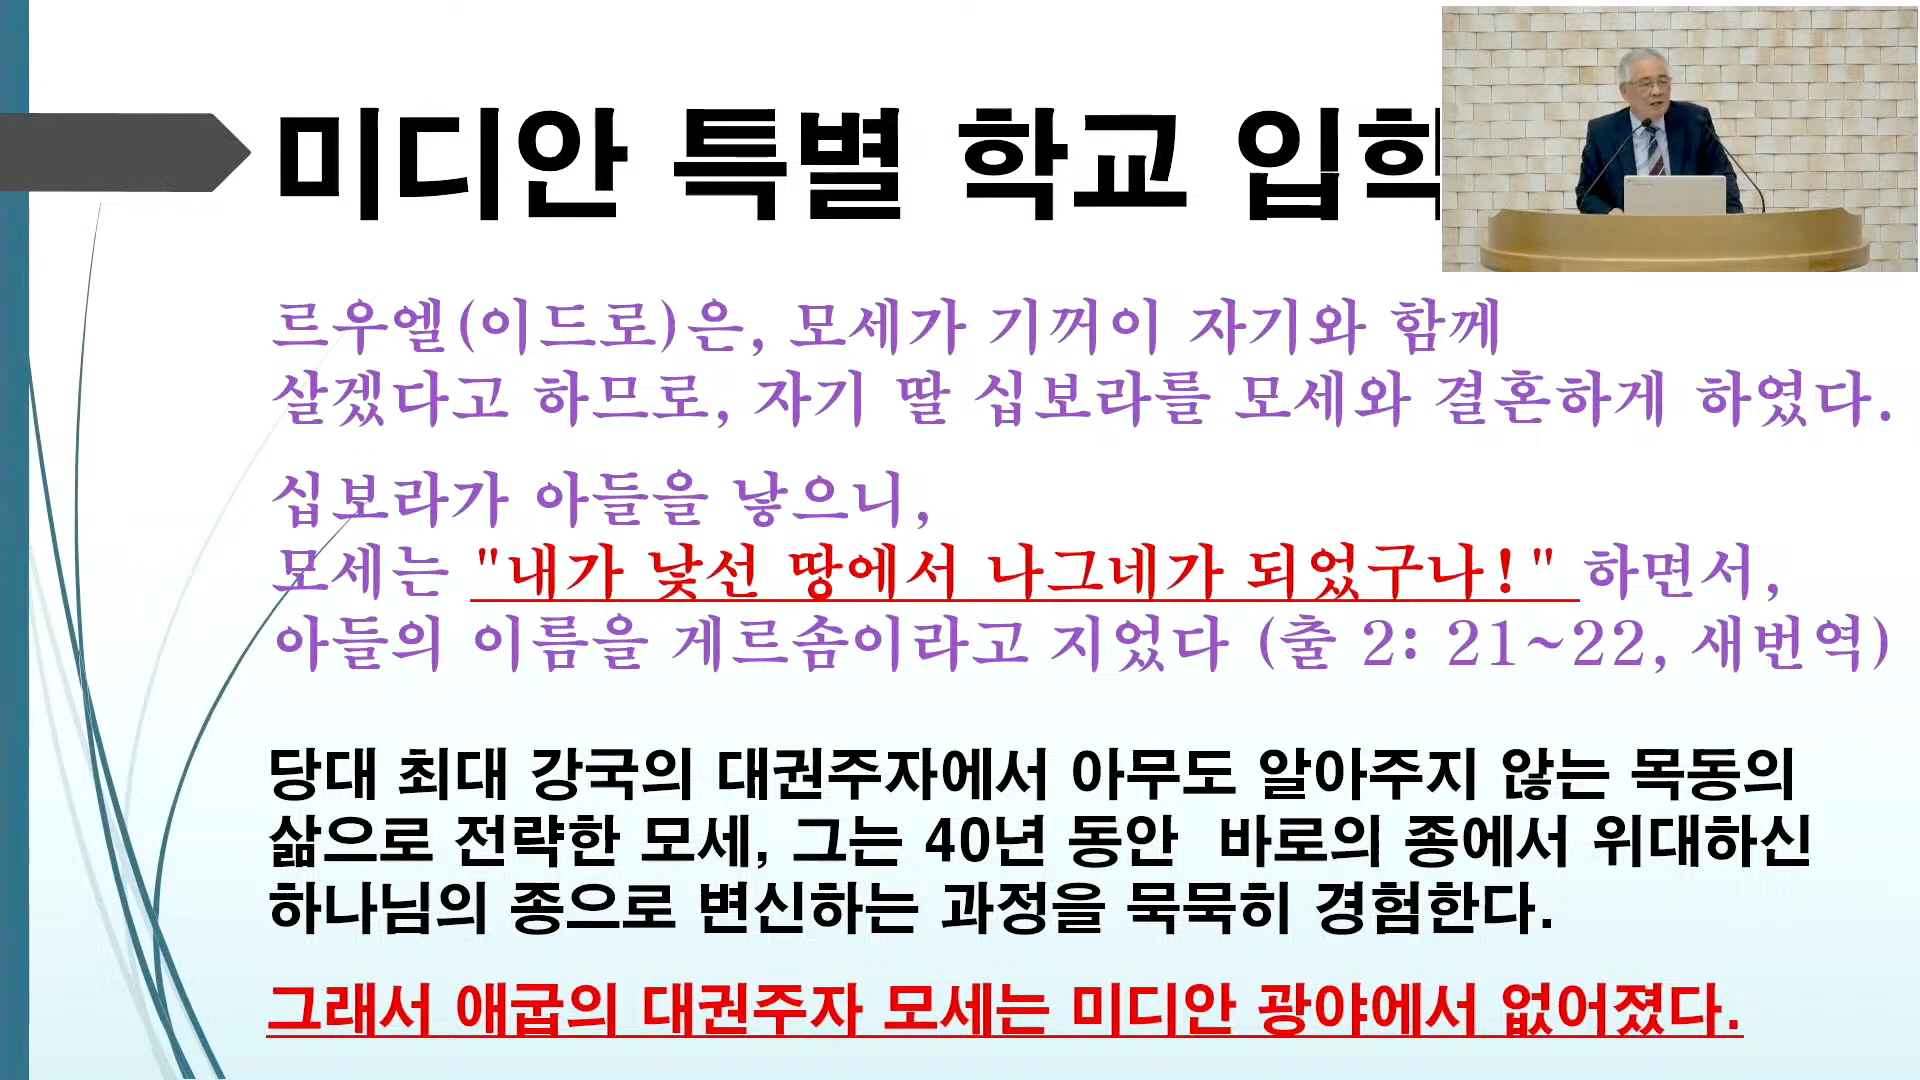 미디안 특별 학교 입학
르우엘(이드로)은, 모세가 기꺼이 자기와 함께
살겠다고 하므로, 자기 딸 십보라를 모세와 결혼하게 하였다.
십보라가 아들을 낳으니,
모세는 "내가 낯선 땅에서 나그네가 되었구나!" 하면서,
아들의 이름을 게르솜이라고 지었다 (출 2: 21~22, 새번역)
당대 최대 강국의 대권주자에서 아무도 알아주지 않는 목동의
삶으로 전략한 모세, 그는 40년 동안  바로의 종에서 위대하신
하나님의 종으로 변신하는 과정을 묵묵히 경험한다.
그래서 애굽의 대권주자 모세는 미디안 광야에서 없어졌다.